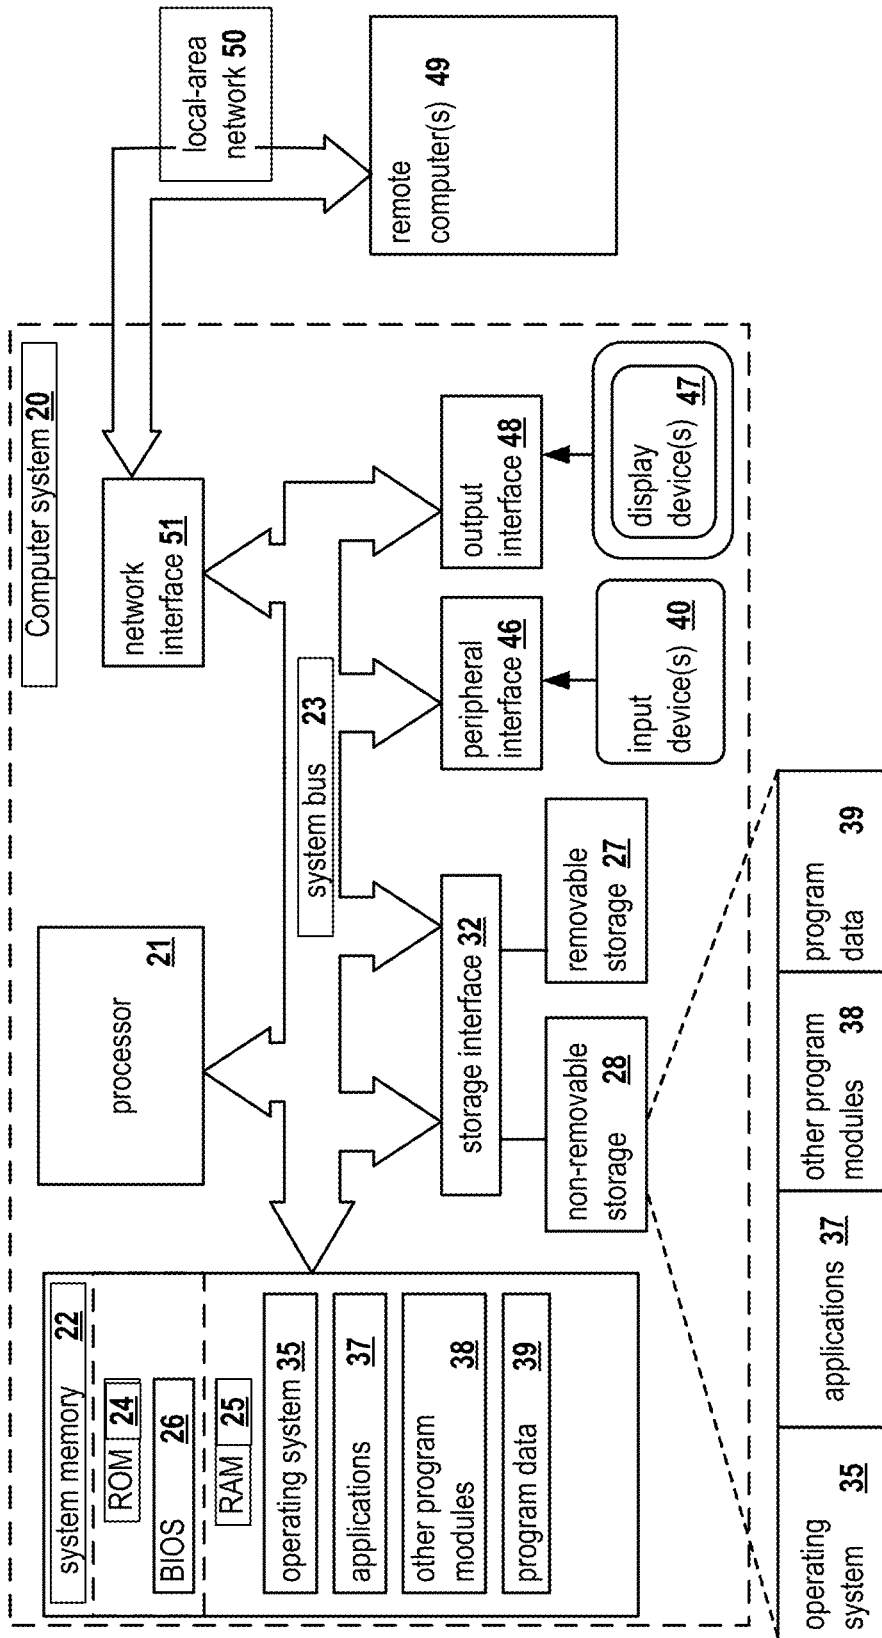 Computer system 20
system memory 22
ROM 24
BIOS 26
RAM 25
operating system 35
applications 37
other program
modules 38
program data 39
processor 21
system bus 23
network
interface 51
storage interface 32
non-removable
storage 28
removable
storage 27
peripheral
interface 46
output
interface 48
input
device(s) 40
display
device(s) 47
local-area
network 50
remote
computer(s) 49
operating
system 35
applications 37
other program
modules 38
program
data 39